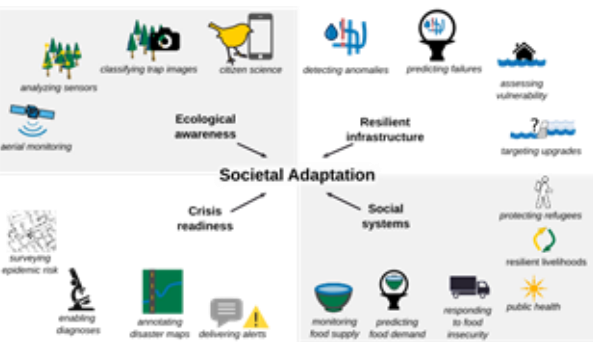 analyzing sensors
classifying trap images
citizen science
aerial monitoring
Ecological
awareness
detecting anomalies
predicting failures
assessing
vulnerability
?
targeting upgrades
Resilient
infrastructure
Societal Adaptation
Crisis
readiness
surveying
epidemic risk
enabling
diagnoses
annotating
disaster maps
delivering alerts
Social
systems
protecting refugees
resilient livelihoods
public health
monitoring
food supply
predicting
food demand
responding
to food
insecurity